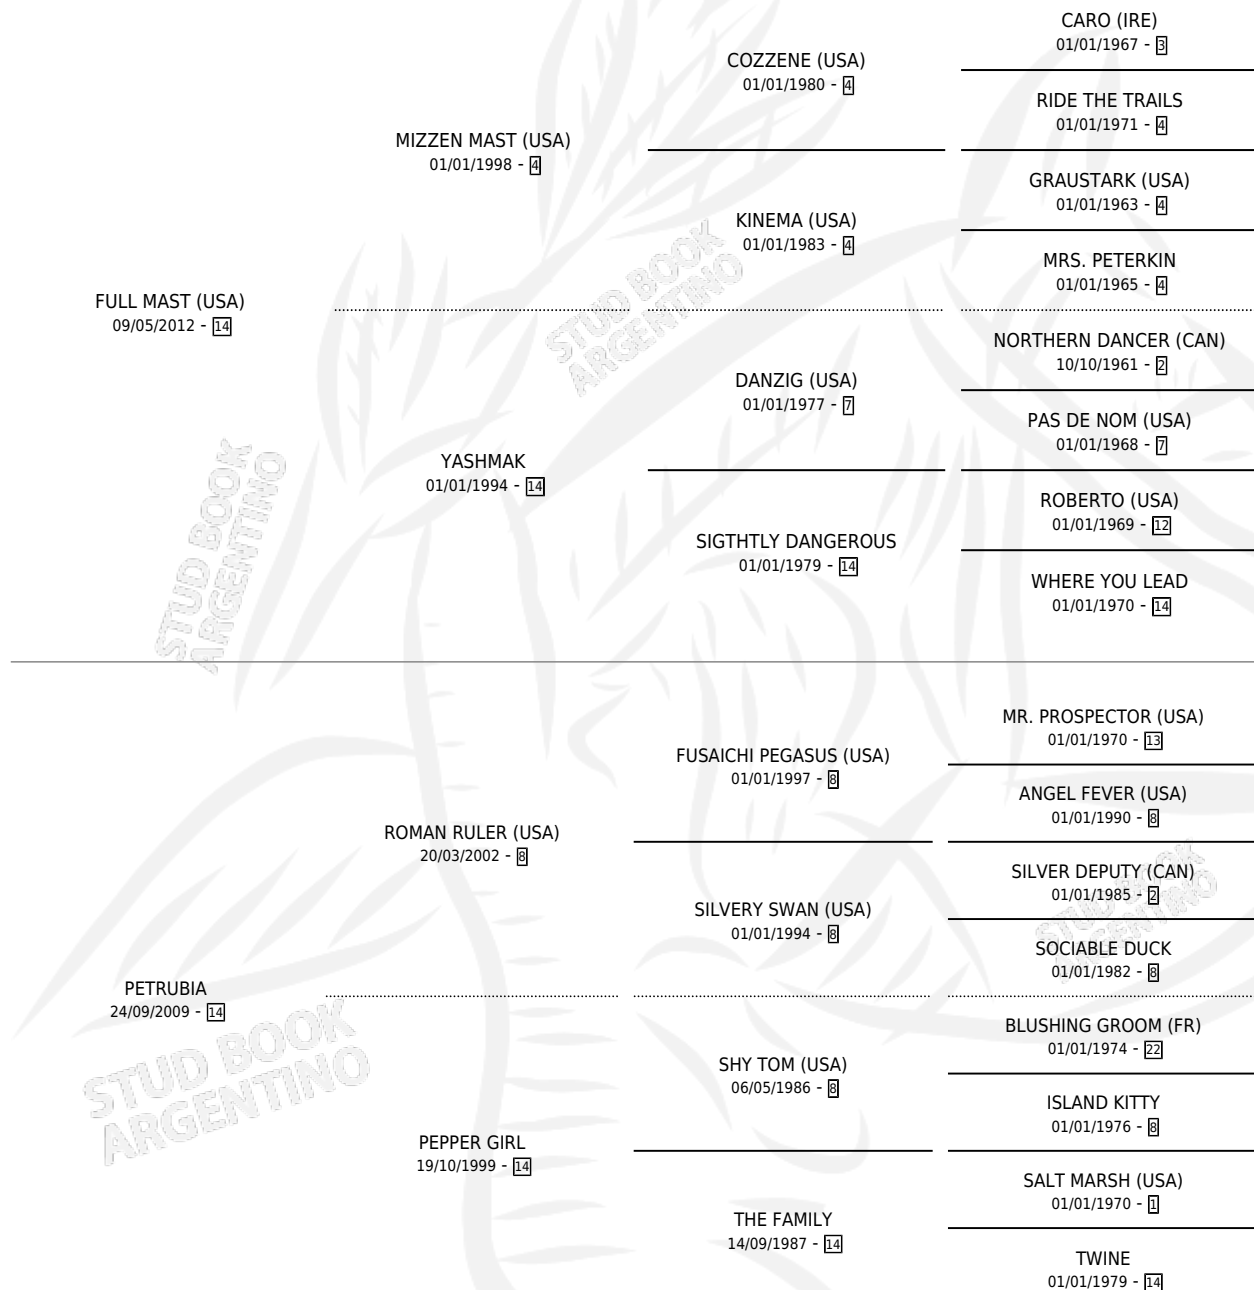 CARO (IRE)
01/01/1967 - 3
COZZENE (USA)
01/01/1980 - 4
RIDE THE TRAILS
01/01/1971 - 4
MIZZEN MAST (USA)
01/01/1998 - 4
GRAUSTARK (USA)
01/01/1963 - 4
KINEMA (USA)
01/01/1983 - 4
MRS. PETERKIN
01/01/1965 - 4
FULL MAST (USA)
09/05/2012 - 14
NORTHERN DANCER (CAN)
10/10/1961 - 2
DANZIG (USA)
01/01/1977 - 7
PAS DE NOM (USA)
01/01/1968 - 7
YASHMAK
01/01/1994 - 14
ROBERTO (USA)
01/01/1969 - 12
SIGTHTLY DANGEROUS
01/01/1979 - 14
WHERE YOU LEAD
01/01/1970 - 14
MR. PROSPECTOR (USA)
01/01/1970 - 13
FUSAICHI PEGASUS (USA)
01/01/1997 - 8
ANGEL FEVER (USA)
01/01/1990 - 8
ROMAN RULER (USA)
20/03/2002 - 8
SILVER DEPUTY (CAN)
01/01/1985 - 2
SILVERY SWAN (USA)
01/01/1994 - 8
SOCIABLE DUCK
01/01/1982 - 8
PETRUBIA
24/09/2009 - 14
BLUSHING GROOM (FR)
01/01/1974 - 22
SHY TOM (USA)
06/05/1986 - 8
ISLAND KITTY
01/01/1976 - 8
PEPPER GIRL
19/10/1999 - 14
SALT MARSH (USA)
01/01/1970 - 1
THE FAMILY
14/09/1987 - 14
TWINE
01/01/1979 - 14
STUD BOOK
ARGENTINO
STUD BOOK
ARGENTINO
STUD BOOK
ARGENTINO
STUD BOOK
ARGENTINO